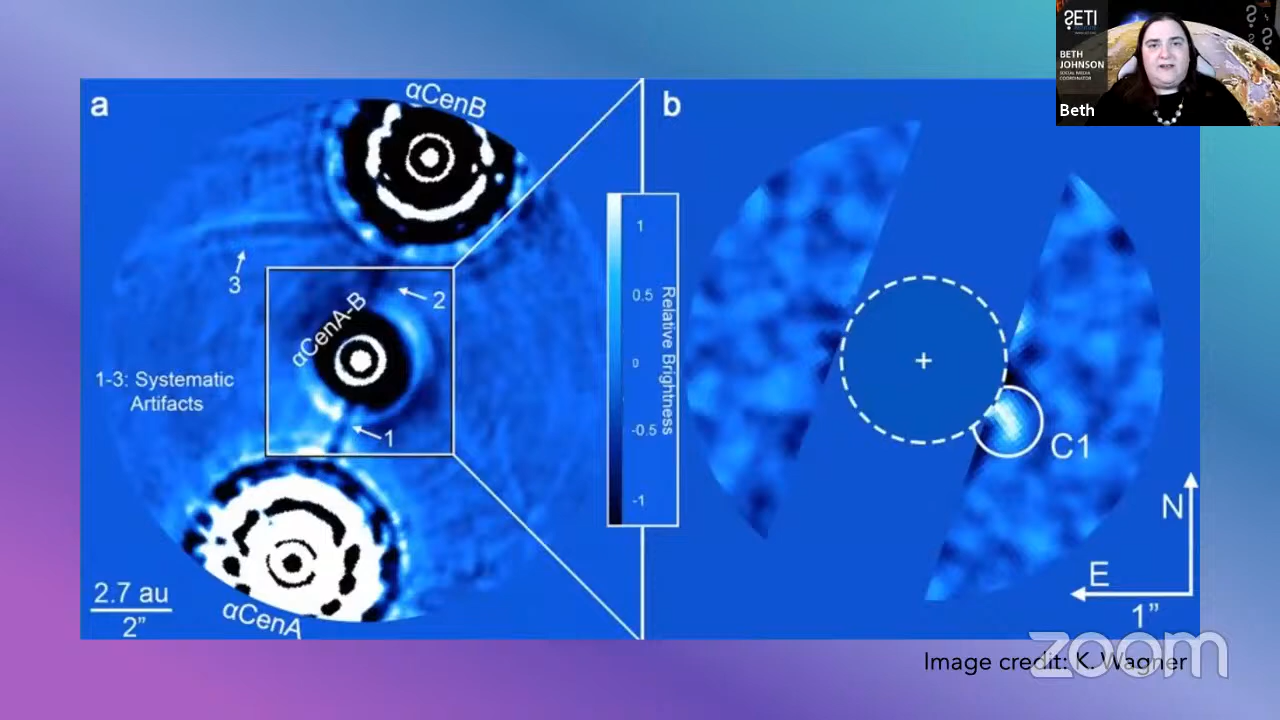 SETI
INSTITUTE
BETH
JOHNSON
SOCIAL MEDIA
COORDINATOR
Beth
a
αCenB
b
3
2
αCenA-B
1-3: Systematic
Artifacts
1
1
0.5
0
-0.5
-1
Relative Brightness
C1
N
E
1”
2.7 au
2”
αCenA
Image credit: K. Wagner
zoom